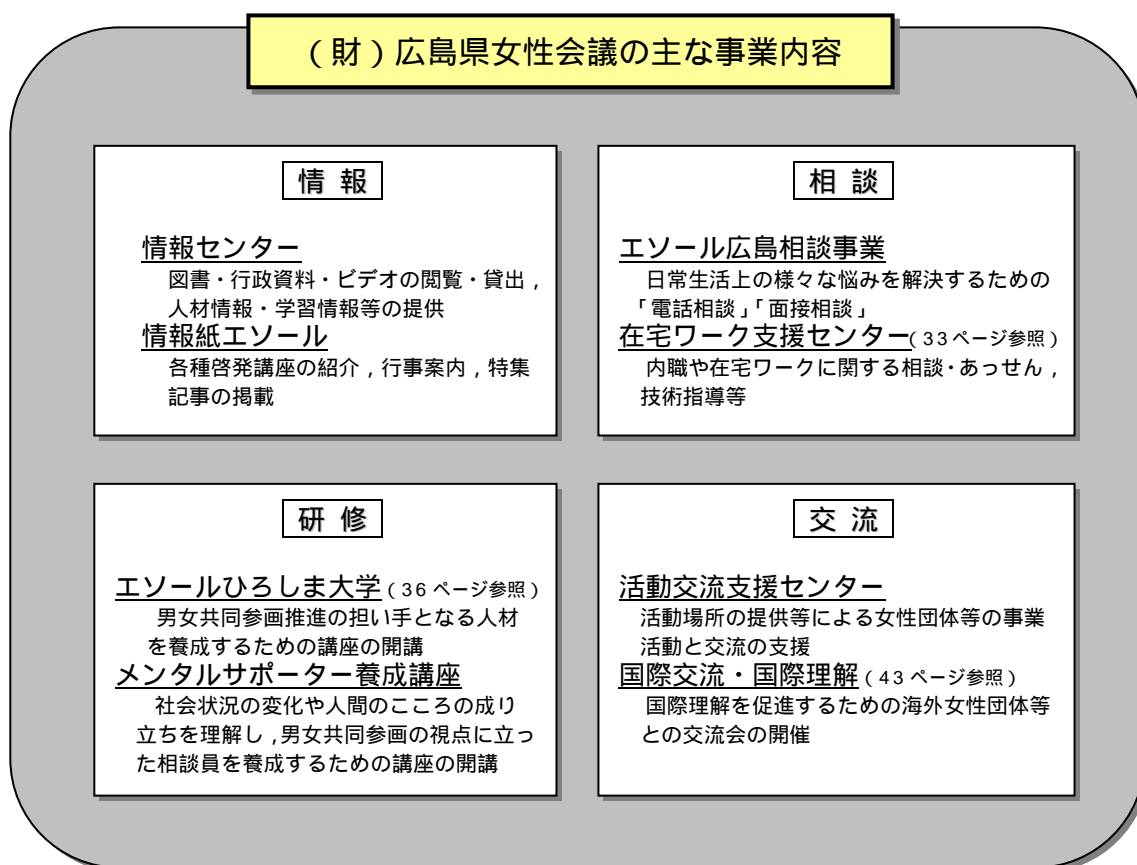 （財）広島県女性会議の主な事業内容
情 報
情報センター
図書・行政資料・ビデオの閲覧・貸出，
人材情報・学習情報等の提供
情報紙エソール
各種啓発講座の紹介，行事案内，特集
記事の掲載
相 談
エソール広島相談事業
日常生活上の様々な悩みを解決するための
「電話相談」「面接相談」
在宅ワーク支援センター（３３ページ参照）
内職や在宅ワークに関する相談・あっせん，
技術指導等
研 修
エソールひろしま大学（３６ページ参照）
男女共同参画推進の担い手となる人材
を養成するための講座の開講
メンタルサポーター養成講座
社会状況の変化や人間のこころの成り
立ちを理解し，男女共同参画の視点に立っ
た相談員を養成するための講座の開講
交 流
活動交流支援センター
活動場所の提供等による女性団体等の事業
活動と交流の支援
国際交流・国際理解（４３ページ参照）
国際理解を促進するための海外女性団体等
との交流会の開催